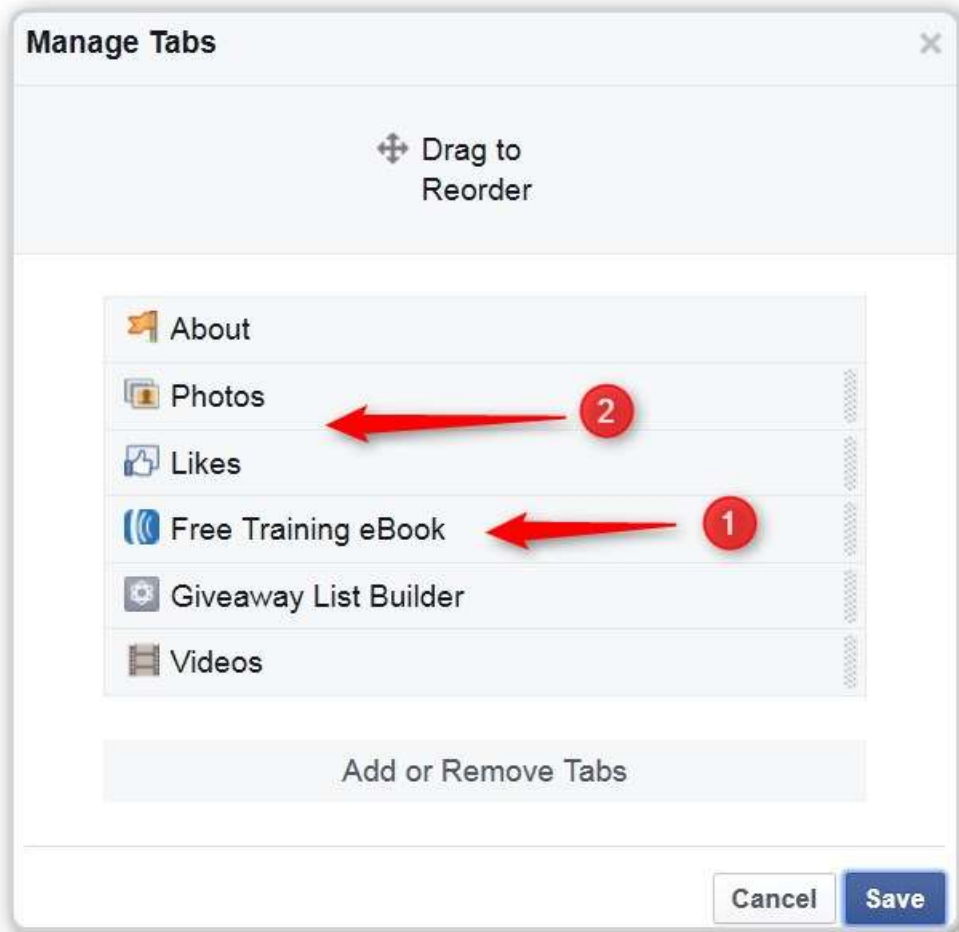 Manage Tabs
Drag to
Reorder
About
Photos
2
Likes
Free Training eBook
1
Giveaway List Builder
Videos
Add or Remove Tabs
Cancel Save